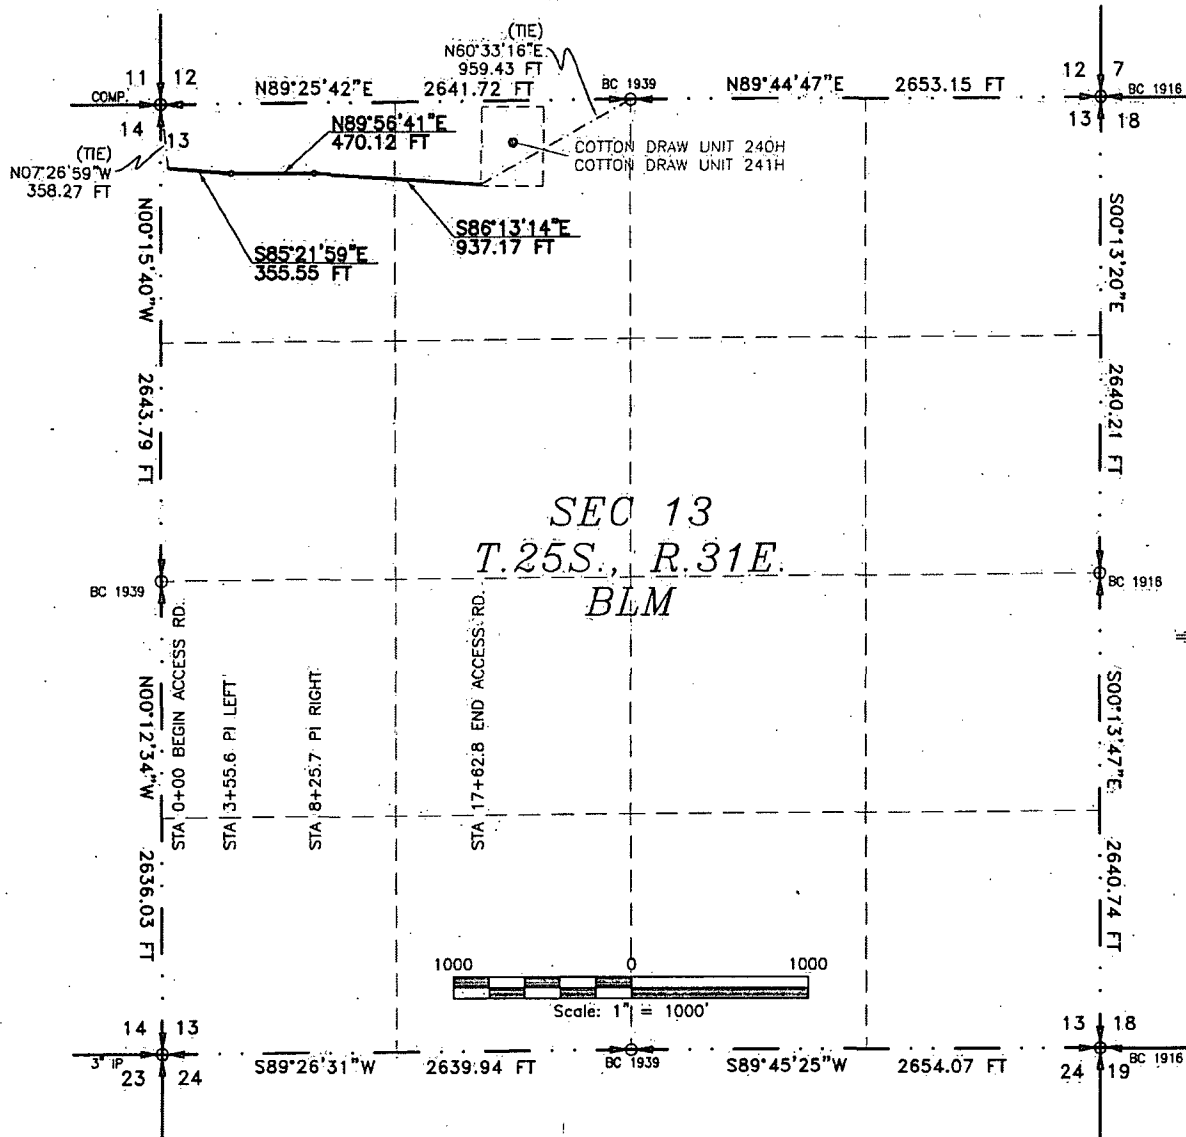 (TIE)
N60°33'16"E
959.43 FT
11 12
COMP.
14 13
N89°25'42"E 2641.72 FT
BC 1939
N89°44'47"E 2653.15 FT
12 7
BC 1916
13 18
N89°56'41"E
470.12 FT
COTTON DRAW UNIT 240H
COTTON DRAW UNIT 241H
(TIE)
N07°26'59"W
358.27 FT
S86°13'14"E
937.17 FT
S85°21'59"E
355.55 FT
N00°15'40"W 2643.79 FT
S00°13'20"E 2640.21 FT
SEC 13
T.25S., R.31E.
BLM
BC 1939
BC 1916
STA 0+00 BEGIN ACCESS RD.
STA 3+55.6 PI LEFT
STA 8+25.7 PI RIGHT
STA 17+62.8 END ACCESS RD.
N00°12'34"W 2636.03 FT
S00°13'47"E 2640.74 FT
1000 0 1000
Scale: 1" = 1000'
14 13
3" IP
23 24
S89°26'31"W 2639.94 FT
BC 1939
S89°45'25"W 2654.07 FT
13 18
BC 1916
24 19